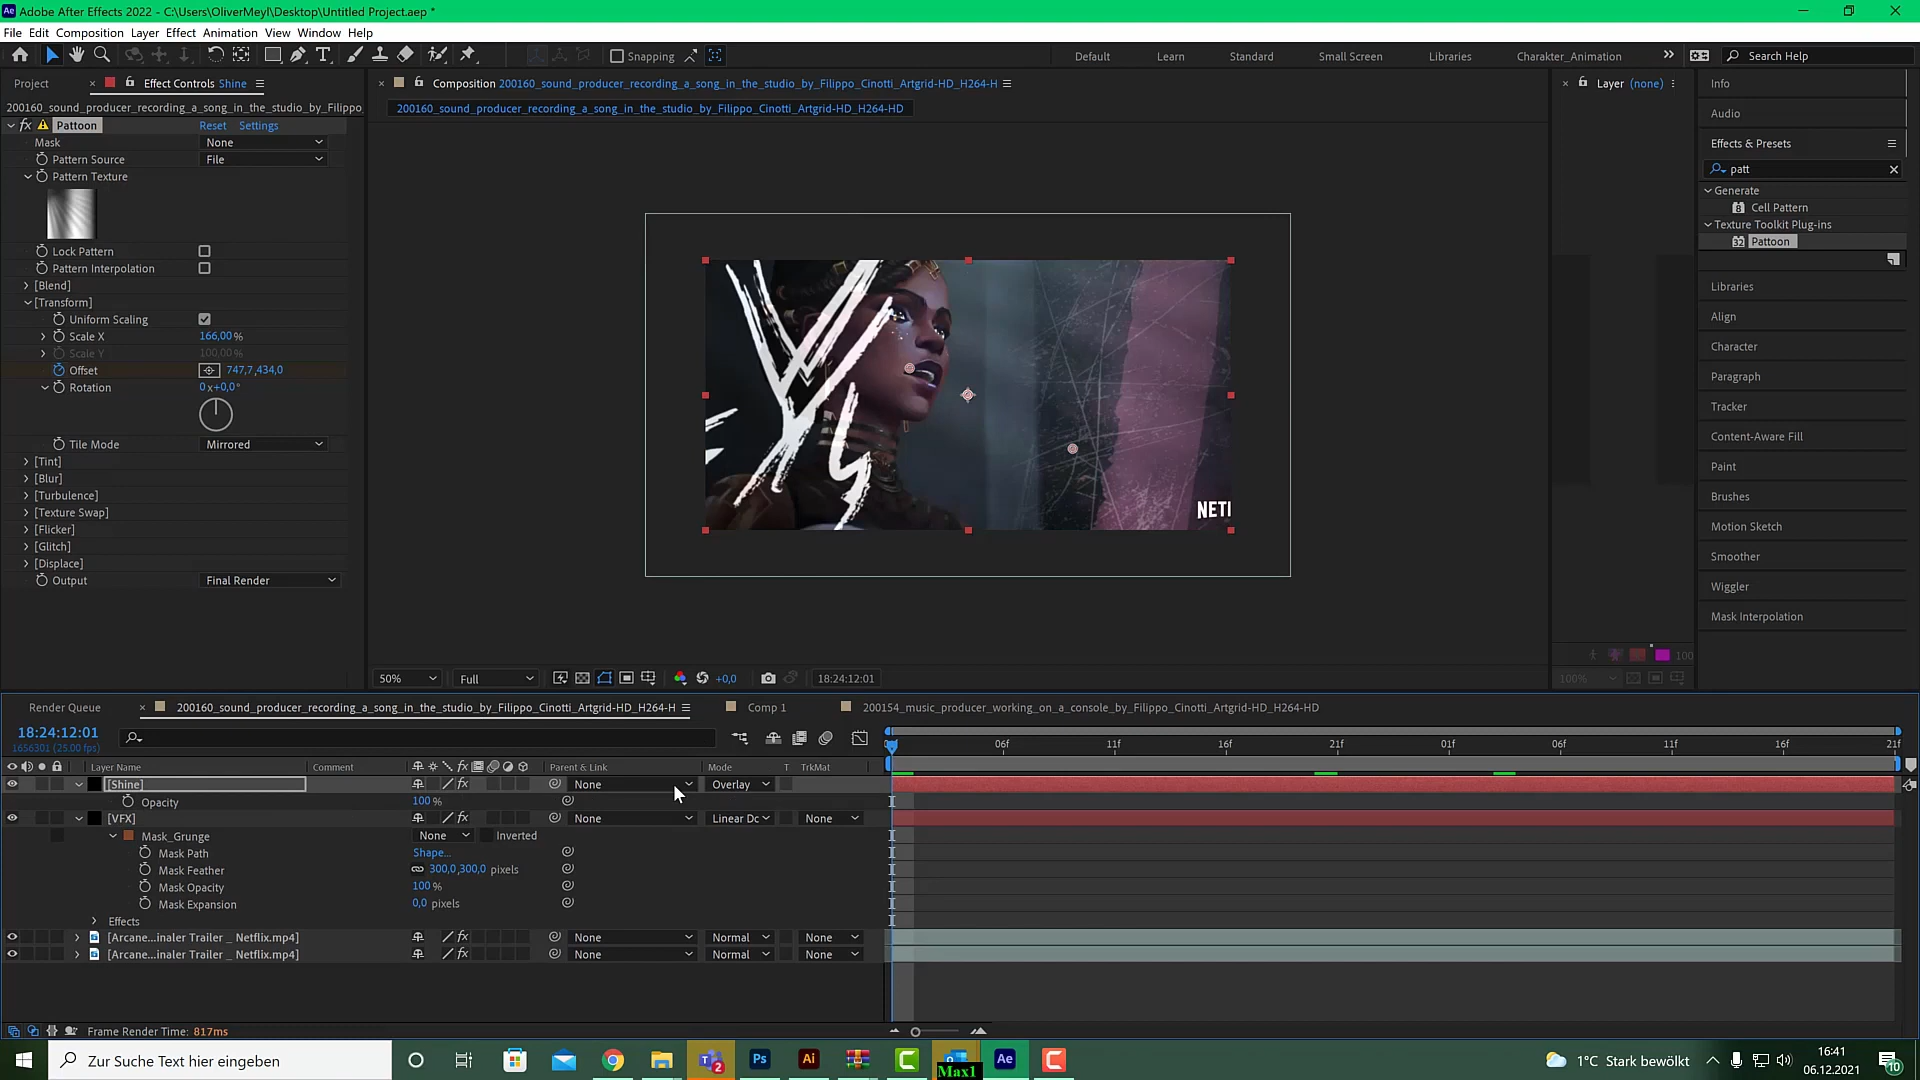 Adobe After Effects 2022 - C:\Users\OliverMeyl\Desktop\Untitled Project.aep *
File Edit Composition Layer Effect Animation View Window Help
Snapping
Default Learn Standard Small Screen Libraries Charakter_Animation
Search Help
Project
Effect Controls Shine
Composition 200160_sound_producer_recording_a_song_in_the_studio_by_Filippo_Cinotti_Artgrid-HD_H264-H
Layer (none)
Info
200160_sound_producer_recording_a_song_in_the_studio_by_Filippo
200160_sound_producer_recording_a_song_in_the_studio_by_Filippo_Cinotti_Artgrid-HD_H264-HD
Audio
fx Pattoon Reset Settings
Mask None
Pattern Source File
Pattern Texture
Lock Pattern
Pattern Interpolation
[Blend]
[Transform]
Uniform Scaling
Scale X 166,00 %
Scale Y 100,00 %
Offset 747,7,434,0
Rotation 0x+0,0°
Tile Mode Mirrored
[Tint]
[Blur]
[Turbulence]
[Texture Swap]
[Flicker]
[Glitch]
[Displace]
Output Final Render
NETI
Effects & Presets
patt
Generate
Cell Pattern
Texture Toolkit Plug-ins
32 Pattoon
Libraries
Align
Character
Paragraph
Tracker
Content-Aware Fill
Paint
Brushes
Motion Sketch
Smoother
Wiggler
Mask Interpolation
50% Full +0,0 18:24:12:01
100
100%
Render Queue
200160_sound_producer_recording_a_song_in_the_studio_by_Filippo_Cinotti_Artgrid-HD_H264-H
Comp 1
200154_music_producer_working_on_a_console_by_Filippo_Cinotti_Artgrid-HD_H264-HD
18:24:12:01
1656301 (25.00 fps)
06f 11f 16f 21f 01f 06f 11f 16f 21f
Layer Name Comment Parent & Link Mode T TrkMat
[Shine] None Overlay
Opacity 100 %
[VFX] None Linear Dc None
Mask_Grunge None Inverted
Mask Path Shape...
Mask Feather 300,0,300,0 pixels
Mask Opacity 100 %
Mask Expansion 0,0 pixels
Effects
[Arcane...inaler Trailer _ Netflix.mp4] None Normal None
[Arcane...inaler Trailer _ Netflix.mp4] None Normal None
Frame Render Time: 817ms
Zur Suche Text hier eingeben
2
Ps
Ai
Max1
Ae
1°C Stark bewölkt
16:41
06.12.2021
10